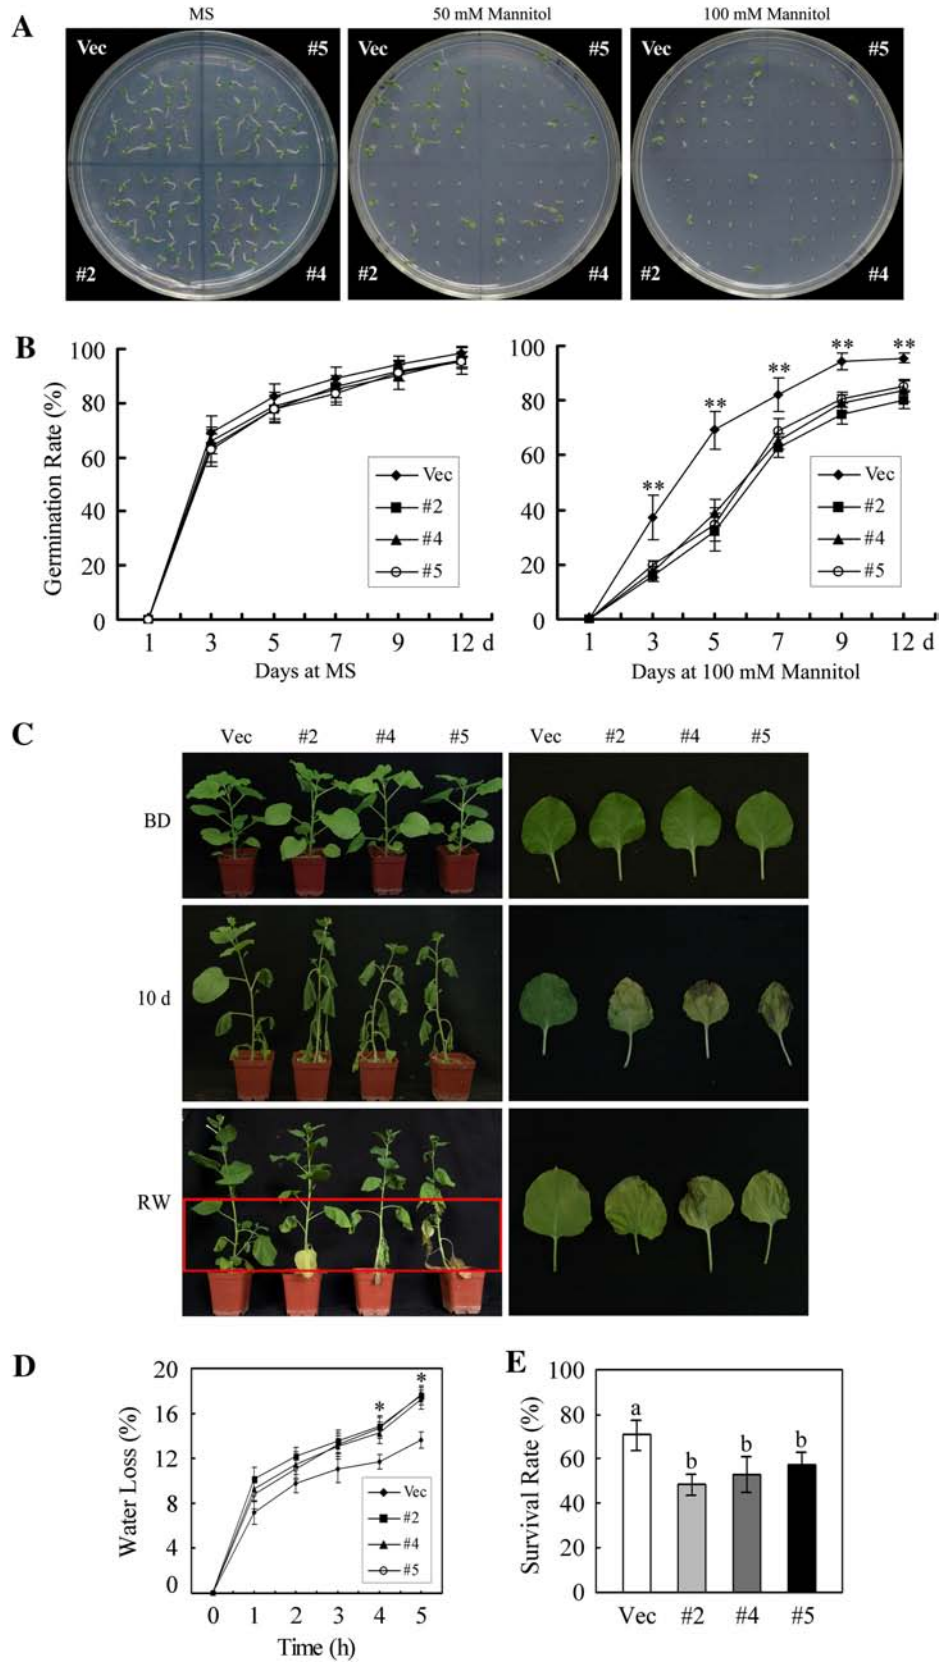 A
MS 50 mM Mannitol 100 mM Mannitol
Vec #5 Vec #5 Vec #5
#2 #4 #2 #4 #2 #4
B
Germination Rate (%)
100
80
60
40
20
0
1 3 5 7 9 12 d
Days at MS
Vec
#2
#4
#5
100
80
60
40
20
0
** ** ** ** **
1 3 5 7 9 12 d
Days at 100 mM Mannitol
Vec
#2
#4
#5
C
Vec #2 #4 #5 Vec #2 #4 #5
BD
10 d
RW
D
Water Loss (%)
20
16
12
8
4
0
* *
0 1 2 3 4 5
Time (h)
Vec
#2
#4
#5
E
Survival Rate (%)
100
80
60
40
20
0
a b b b
Vec #2 #4 #5